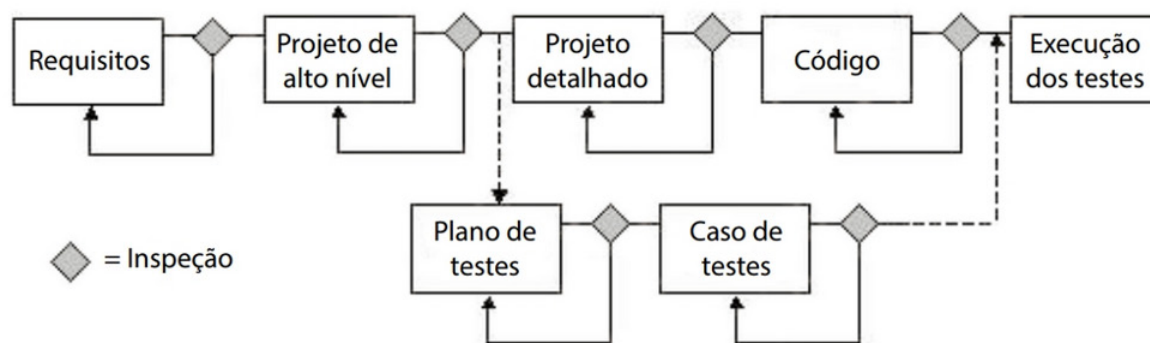 Requisitos
Projeto de
alto nível
Projeto
detalhado
Código
Execução
dos testes
Plano de
testes
Caso de
testes
= Inspeção